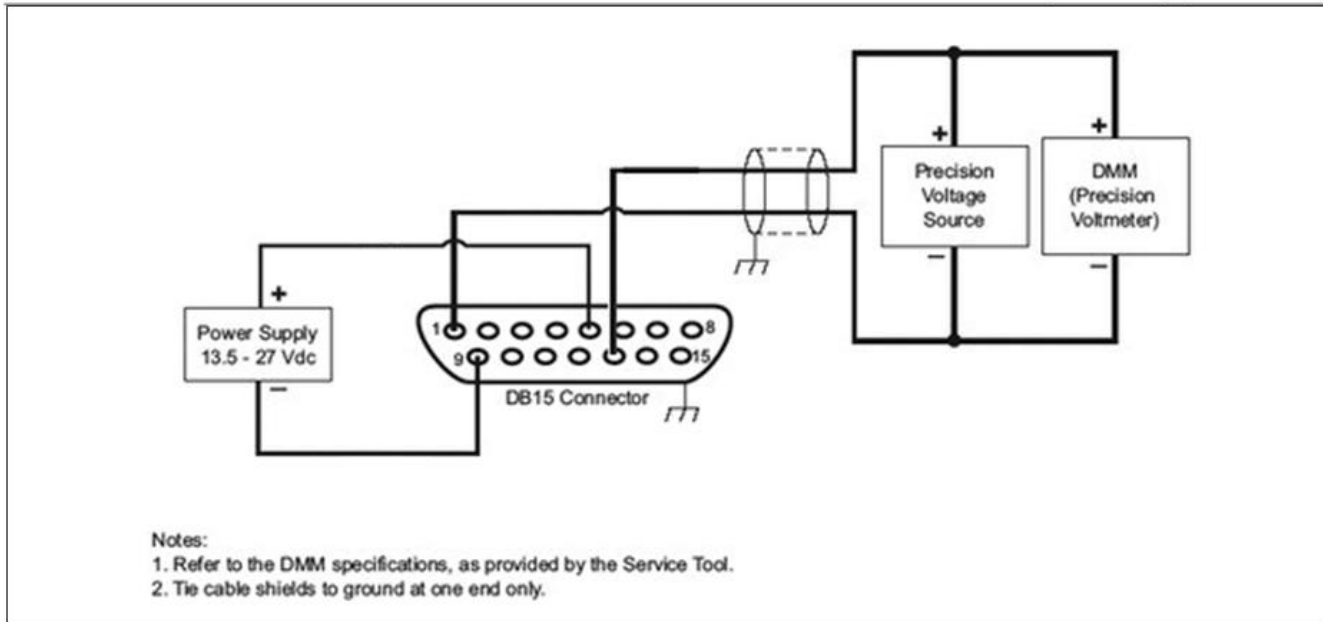 +
Precision
Voltage
Source
−
+
DMM
(Precision
Voltmeter)
−
+
Power Supply
13.5 - 27 Vdc
−
1
8
9
15
DB15 Connector
Notes:
1. Refer to the DMM specifications, as provided by the Service Tool.
2. Tie cable shields to ground at one end only.